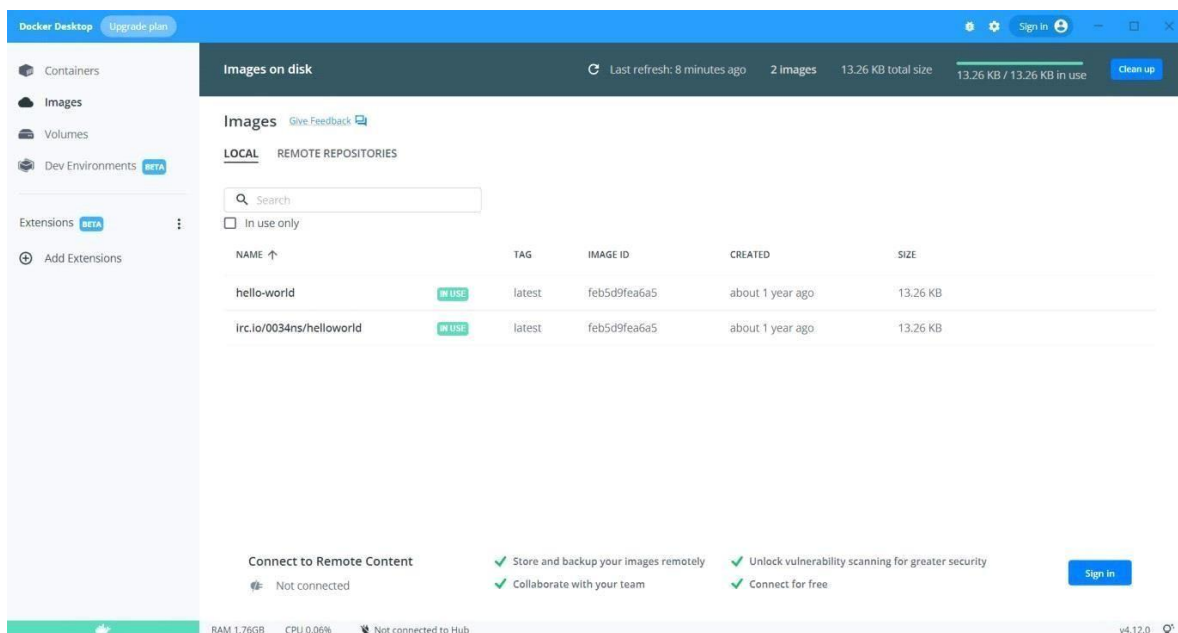 Docker Desktop Upgrade plan Sign in
Containers
Images
Volumes
Dev Environments BETA
Extensions BETA
Add Extensions
Images on disk Last refresh: 8 minutes ago 2 images 13.26 KB total size 13.26 KB / 13.26 KB in use Clean up
Images Give Feedback
LOCAL REMOTE REPOSITORIES
Search
In use only
NAME TAG IMAGE ID CREATED SIZE
hello-world IN USE latest feb5d9fea6a5 about 1 year ago 13.26 KB
irc.io/0034ns/helloworld IN USE latest feb5d9fea6a5 about 1 year ago 13.26 KB
Connect to Remote Content
Not connected
Store and backup your images remotely
Collaborate with your team
Unlock vulnerability scanning for greater security
Connect for free
Sign in
RAM 1.76GB CPU 0.06% Not connected to Hub v4.12.0